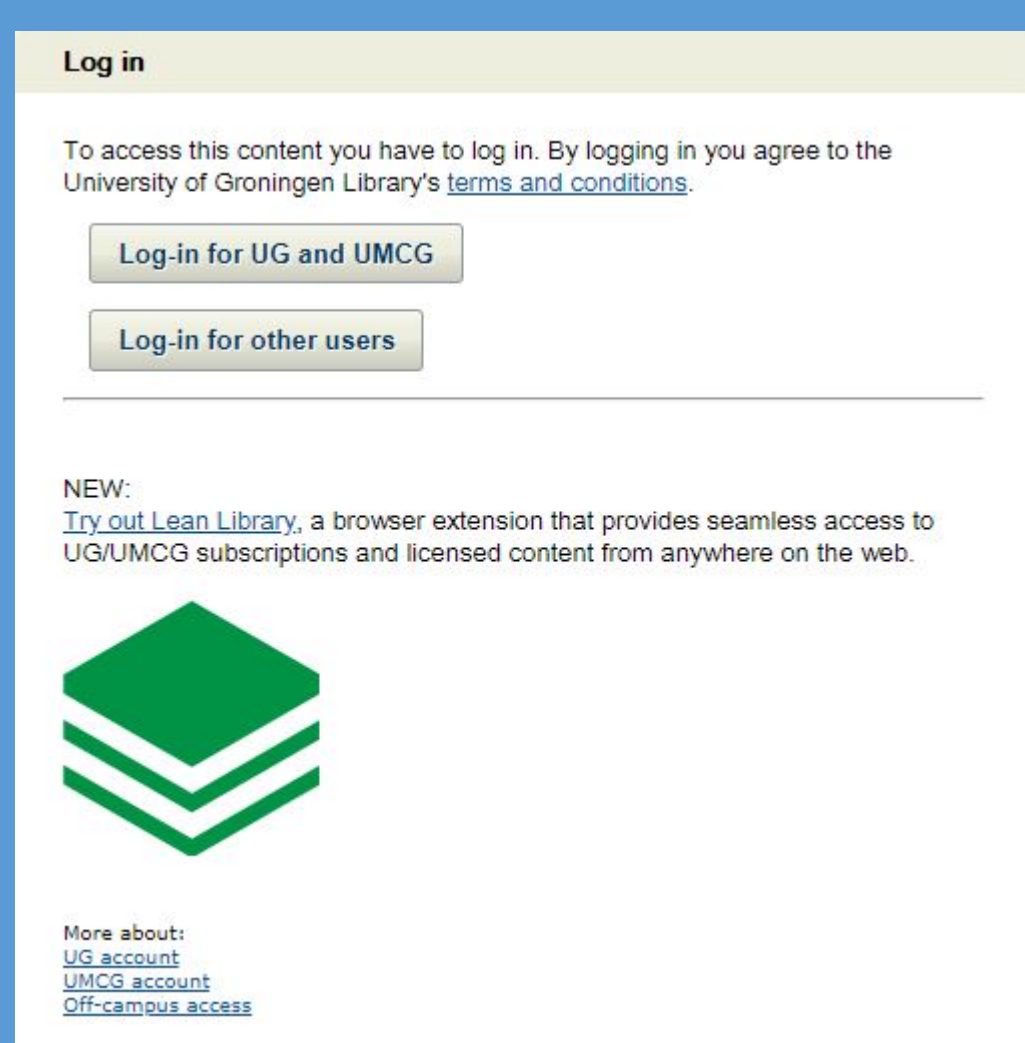 Log in
To access this content you have to log in. By logging in you agree to the
University of Groningen Library's terms and conditions.
Log-in for UG and UMCG
Log-in for other users
NEW:
Try out Lean Library, a browser extension that provides seamless access to
UG/UMCG subscriptions and licensed content from anywhere on the web.
More about:
UG account
UMCG account
Off-campus access